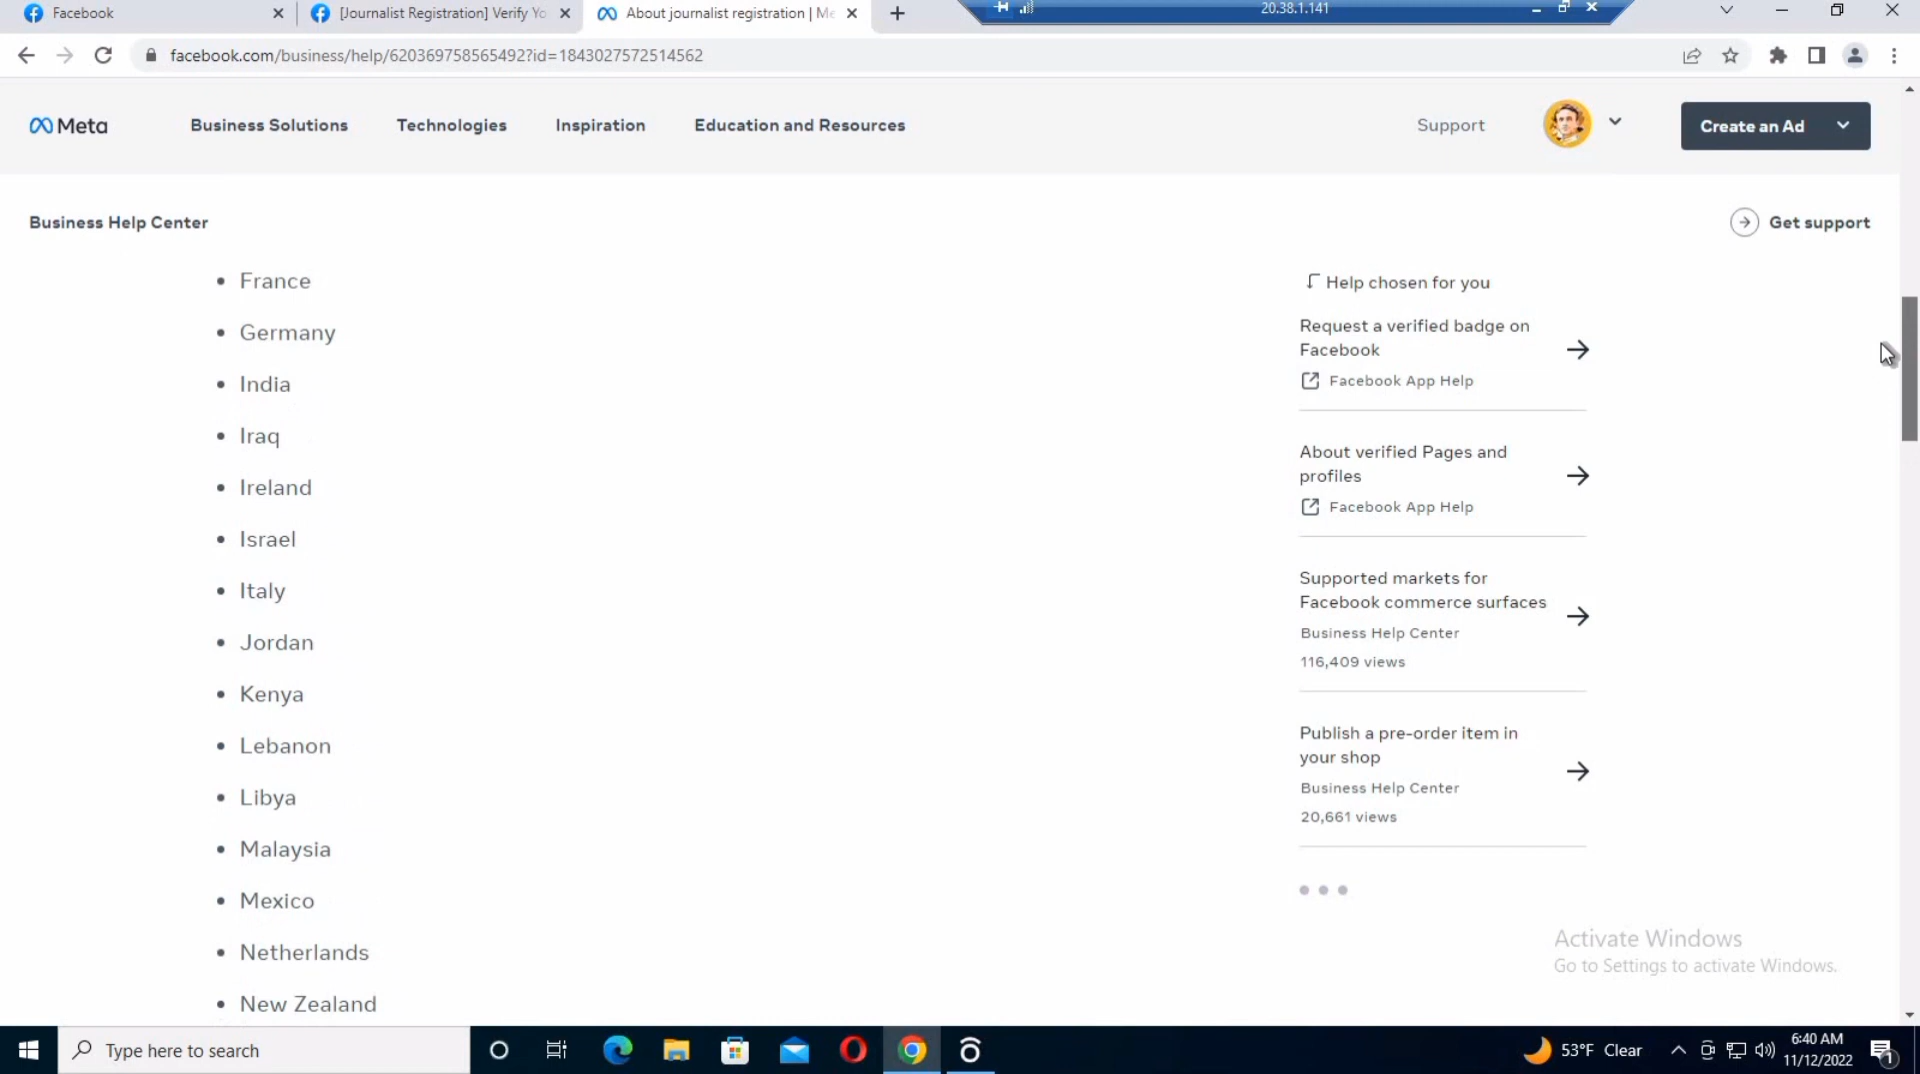 Facebook
[Journalist Registration] Verify Yo
About journalist registration | Me
20.38.1.141
facebook.com/business/help/620369758565492?id=1843027572514562
Meta
Business Solutions
Technologies
Inspiration
Education and Resources
Support
Create an Ad
Business Help Center
Get support
France
Germany
India
Iraq
Ireland
Israel
Italy
Jordan
Kenya
Lebanon
Libya
Malaysia
Mexico
Netherlands
New Zealand
Help chosen for you
Request a verified badge on
Facebook
Facebook App Help
About verified Pages and
profiles
Facebook App Help
Supported markets for
Facebook commerce surfaces
Business Help Center
116,409 views
Publish a pre-order item in
your shop
Business Help Center
20,661 views
Activate Windows
Go to Settings to activate Windows.
Type here to search
53°F Clear
6:40 AM
11/12/2022
1